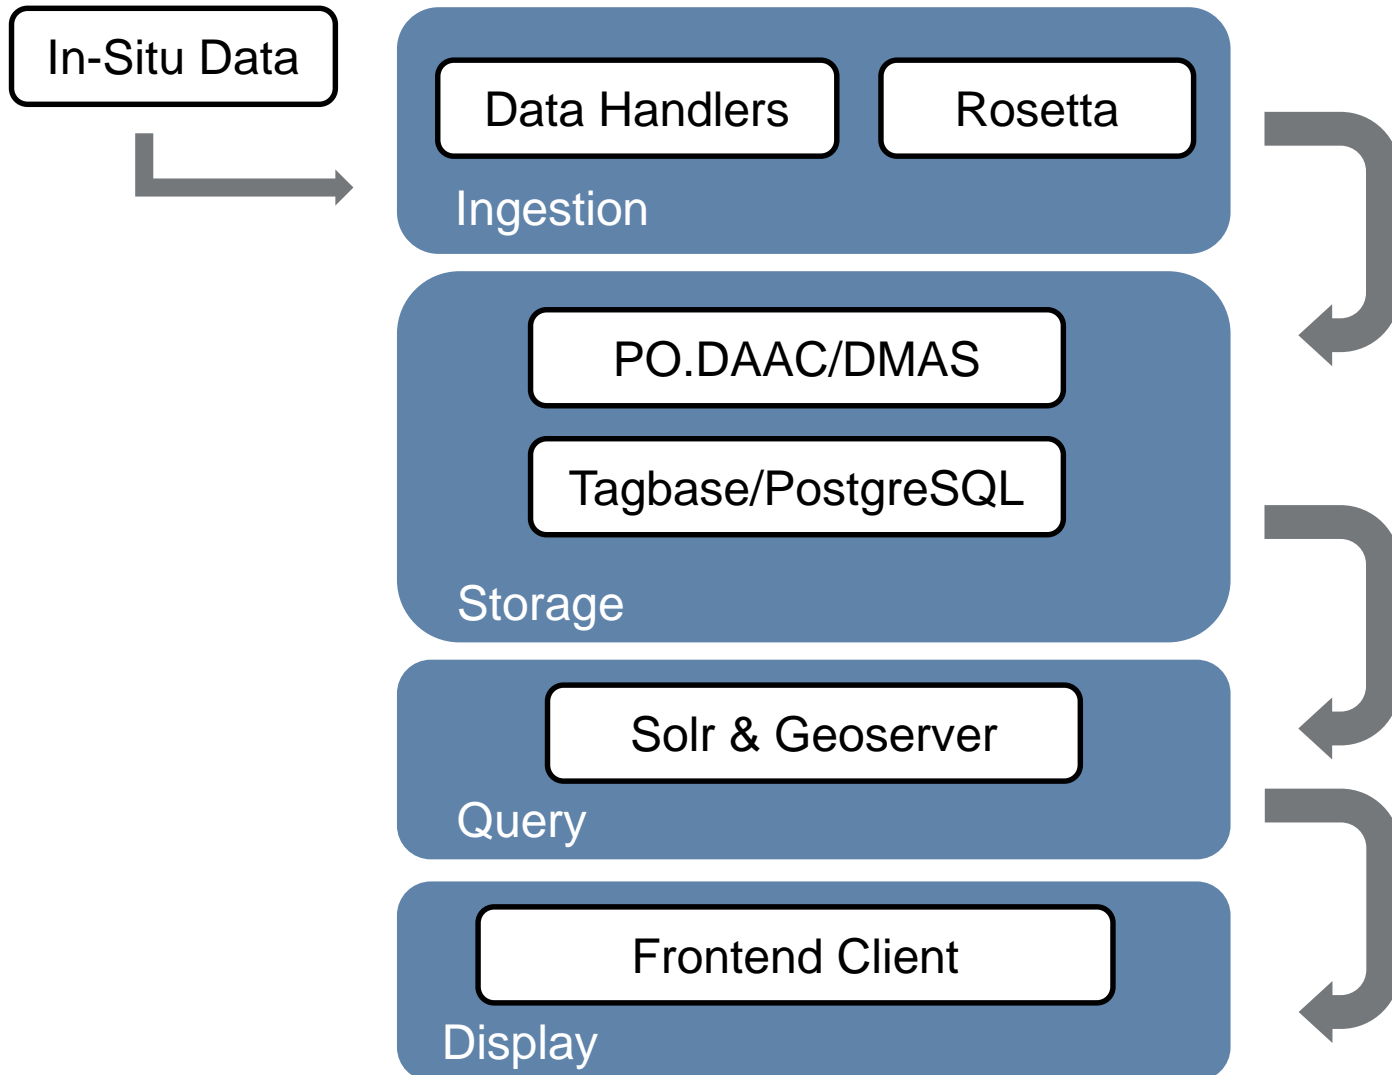 In-Situ Data
Data Handlers
Rosetta
Ingestion
PO.DAAC/DMAS
Tagbase/PostgreSQL
Storage
Solr & Geoserver
Query
Frontend Client
Display